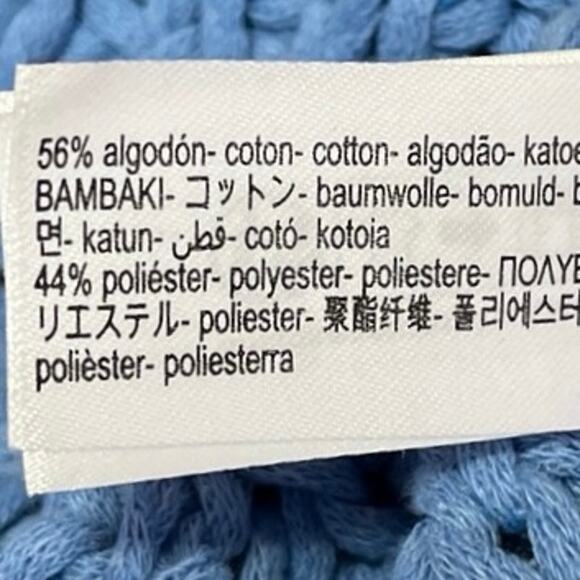 56% algodón- coton- cotton- algodão- katoe
BAMBAKI- コットン- baumwolle- bomuld-
면- katun- قطن- cotó- kotoia
44% poliéster- polyester- poliestere- ΠΟΛΥΕ
リエステル- poliester- 聚酯纤维- 폴리에스터
polièster- poliesterra